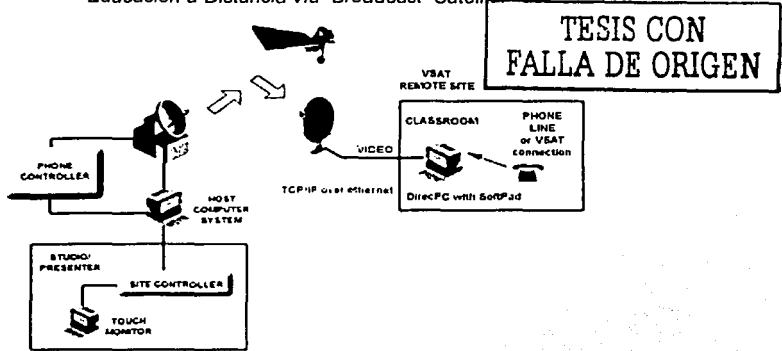 Educación a Distancia vía "Broadcast" Satelital
TESIS CON
FALLA DE ORIGEN
VSAT
REMOTE SITE
CLASSROOM
PHONE
LINE
or VSAT
connection
VIDEO
TCP/IP over ethernet
DirecPC with SoftPad
PHONE
CONTROLLER
HOST
COMPUTER
SYSTEM
STUDIO/
PRESENTER
SITE CONTROLLER
TOUCH
MONITOR